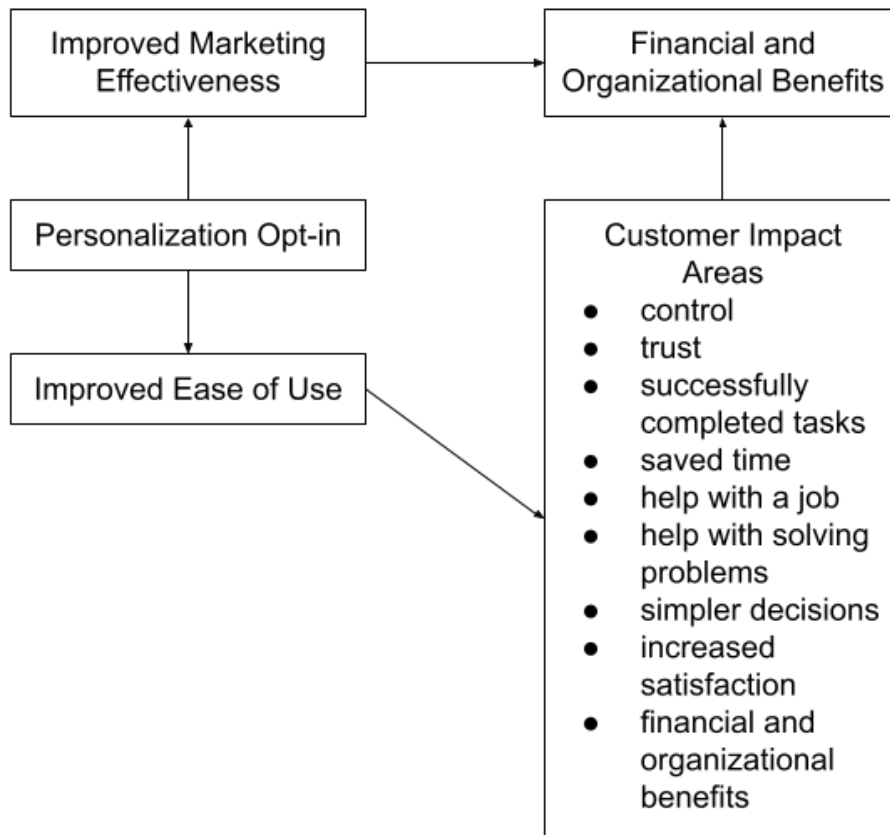 Improved Marketing
Effectiveness
Financial and
Organizational Benefits
Personalization Opt-in
Improved Ease of Use
Customer Impact
Areas
● control
● trust
● successfully
completed tasks
● saved time
● help with a job
● help with solving
problems
● simpler decisions
● increased
satisfaction
● financial and
organizational
benefits